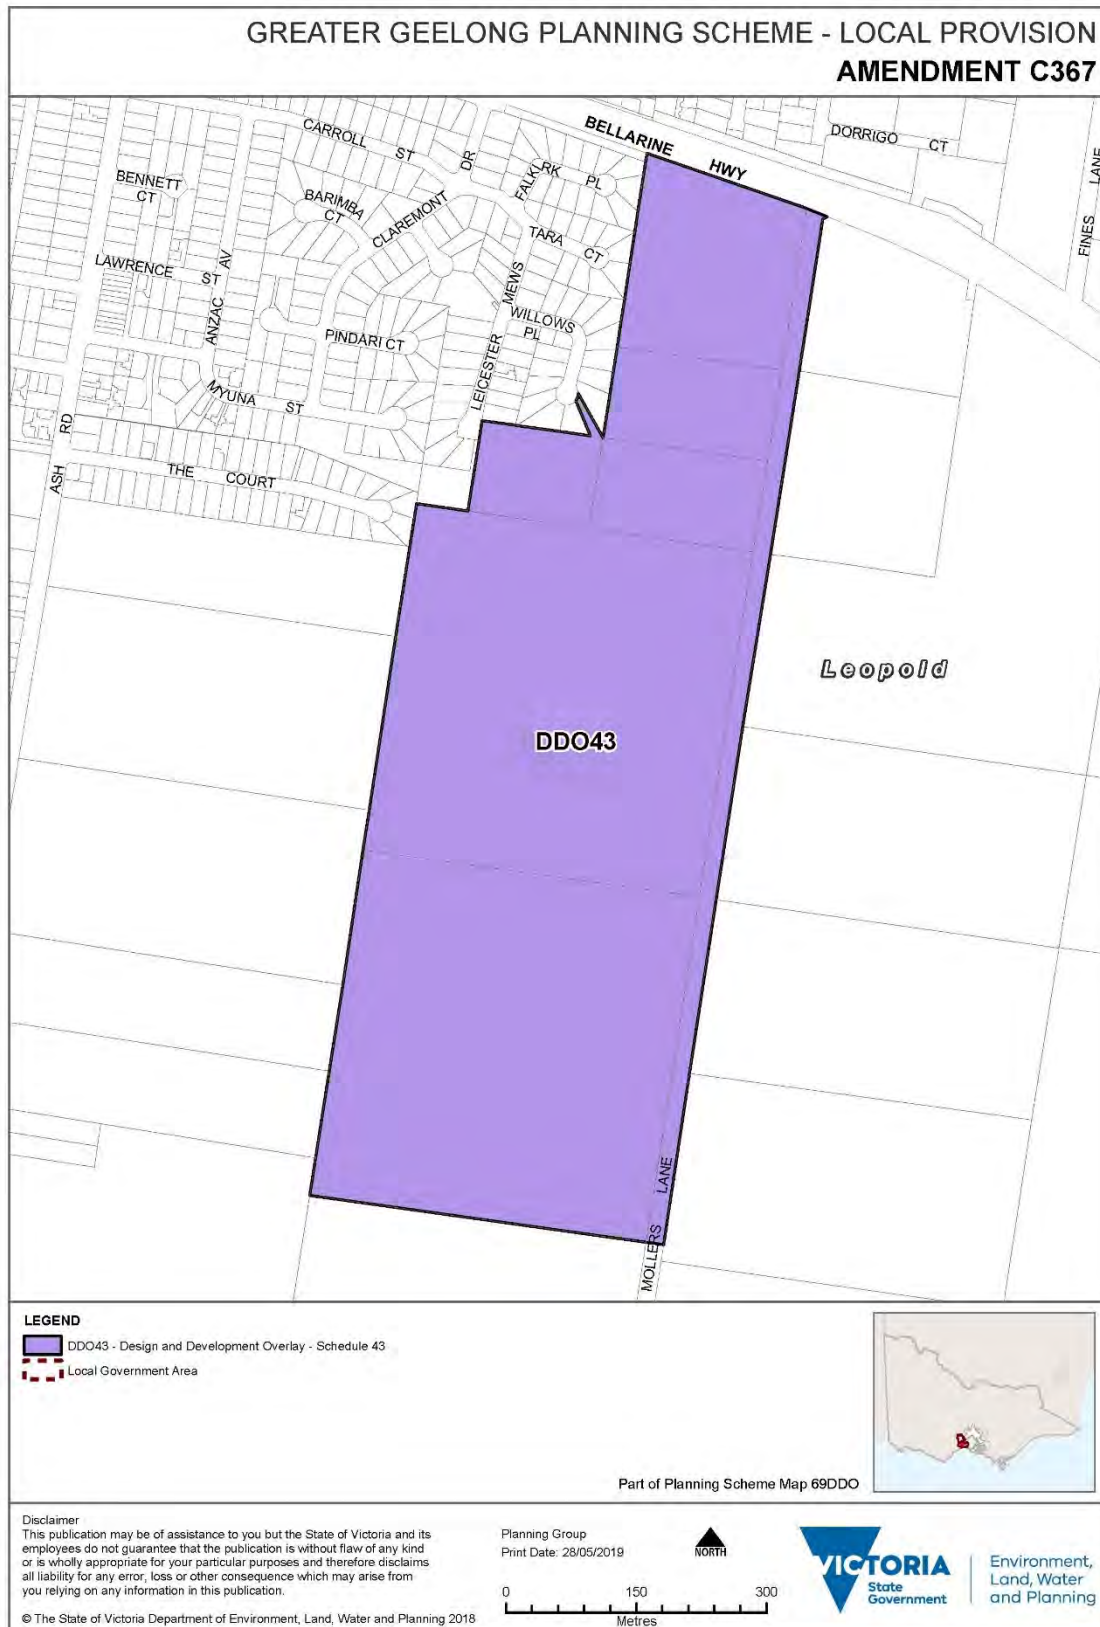 GREATER GEELONG PLANNING SCHEME - LOCAL PROVISION
AMENDMENT C367
BELLARINE HWY
DORRIGO CT
FINES LANE
CARROLL ST
DR
FALK
RK PL
BENNETT
CT
BARIMBA
CT
CLAREMONT
TARA CT
LAWRENCE ST
ANZAC AV
LEICESTER MEWS
WILLOWS
PL
PINDARI CT
MYUNA ST
ASH RD
THE COURT
Leopold
DDO43
MOLLERS LANE
LEGEND
DDO43 - Design and Development Overlay - Schedule 43
Local Government Area
Part of Planning Scheme Map 69DDO
Disclaimer
This publication may be of assistance to you but the State of Victoria and its
employees do not guarantee that the publication is without flaw of any kind
or is wholly appropriate for your particular purposes and therefore disclaims
all liability for any error, loss or other consequence which may arise from
you relying on any information in this publication.
© The State of Victoria Department of Environment, Land, Water and Planning 2018
Planning Group
Print Date: 28/05/2019
NORTH
0 150 300
Metres
VICTORIA
State
Government
Environment,
Land, Water
and Planning